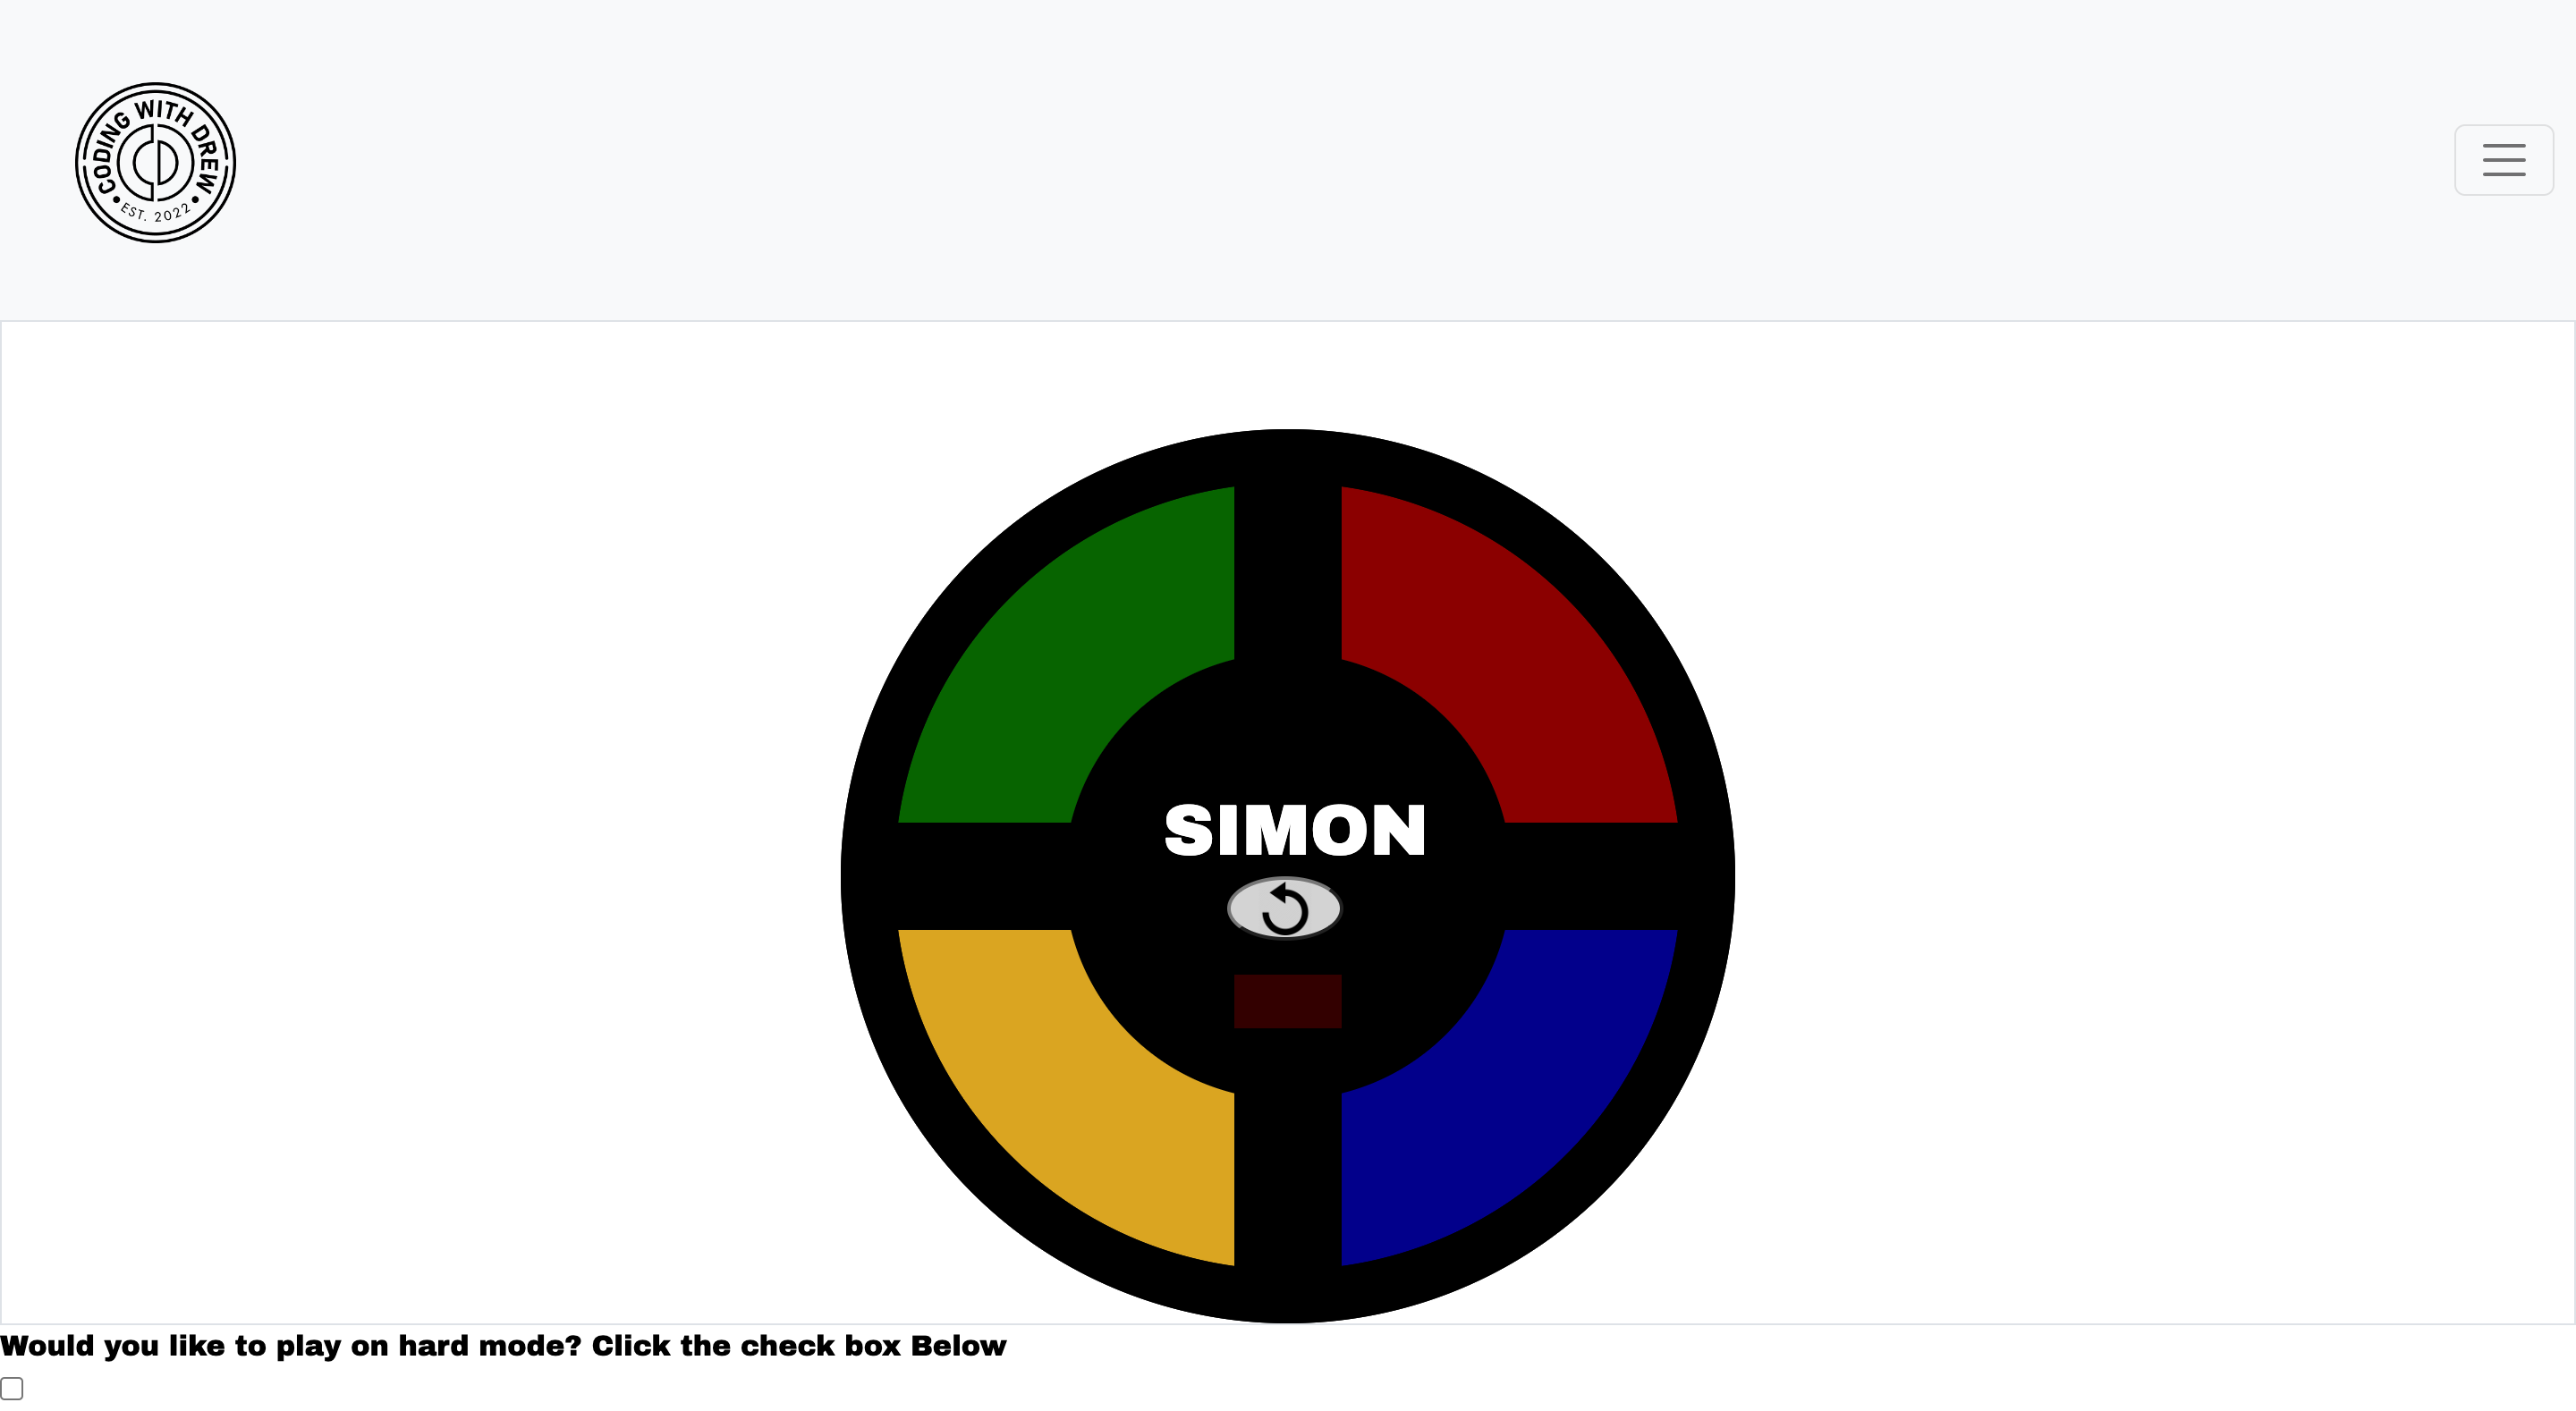 CODING WITH DREW
EST. 2022
SIMON
Would you like to play on hard mode? Click the check box Below